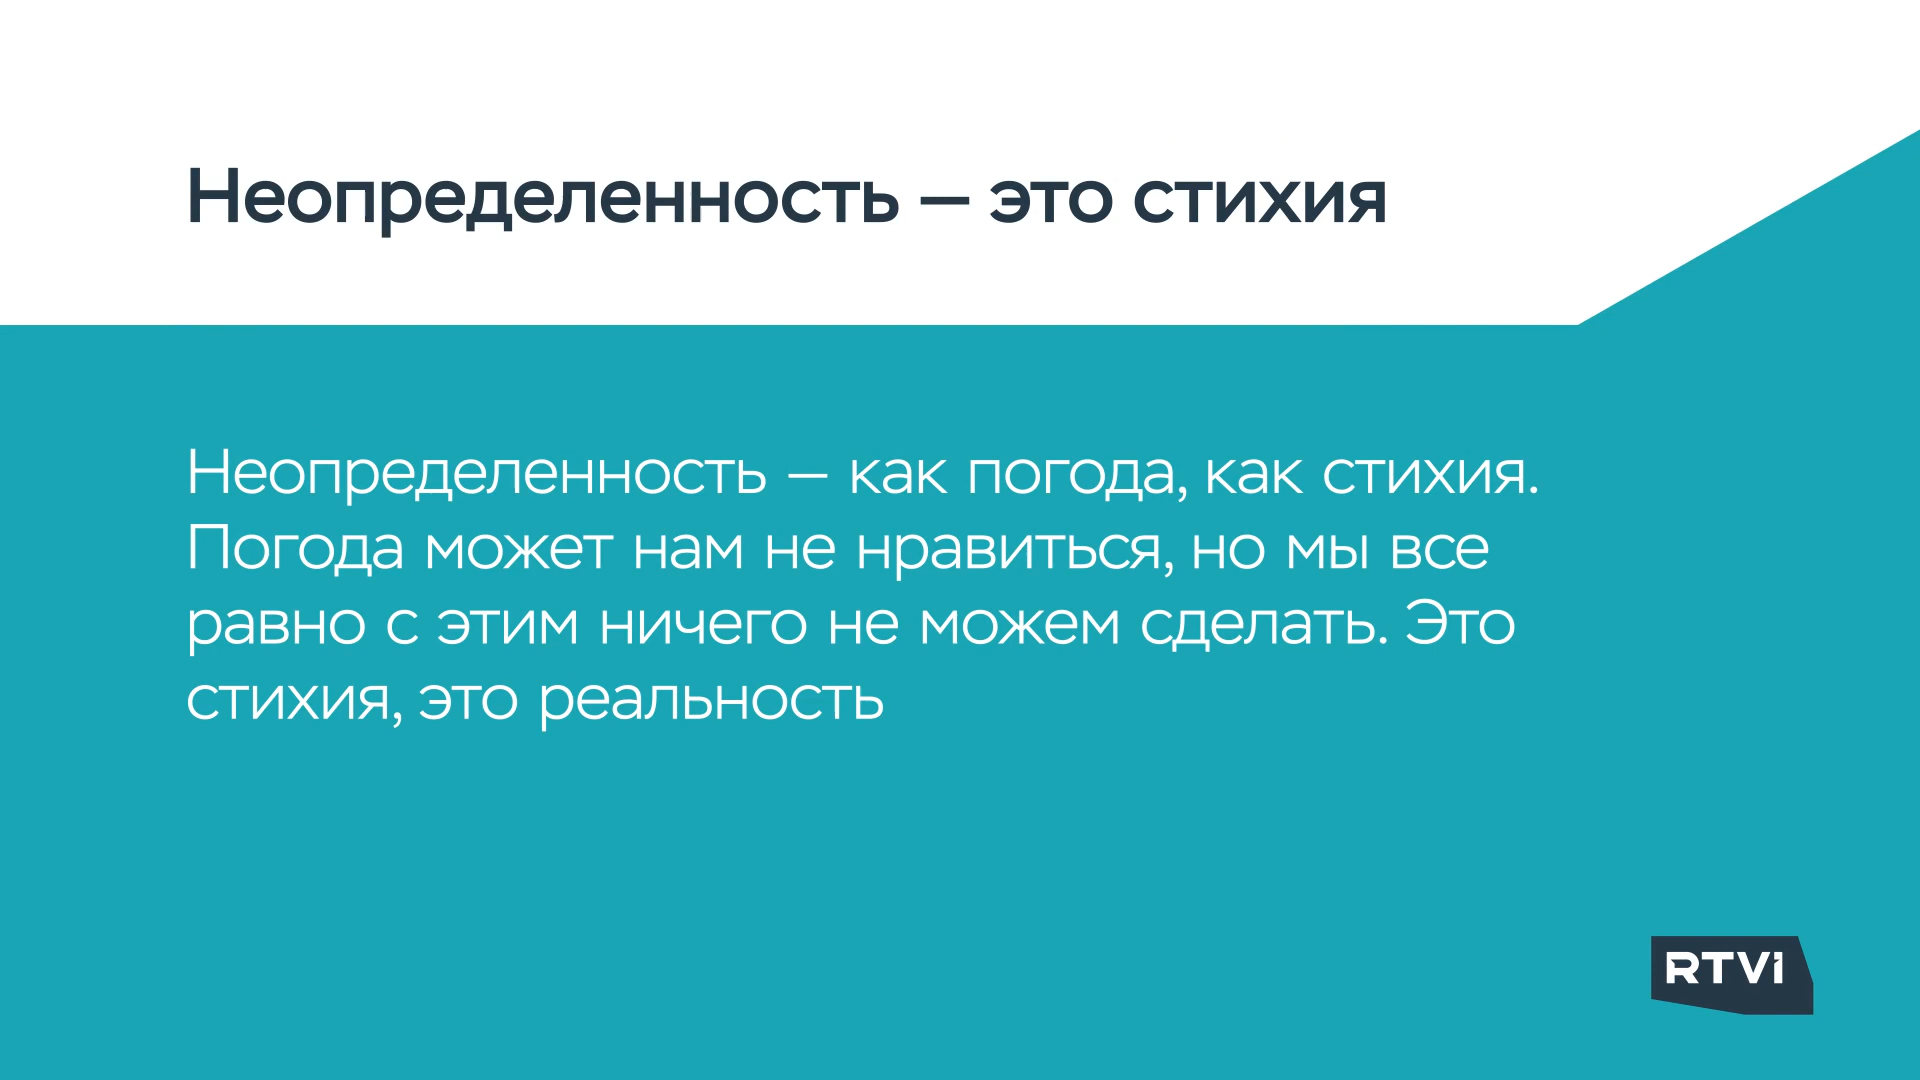 Неопределенность — это стихия
Неопределенность — как погода, как стихия.
Погода может нам не нравиться, но мы все
равно с этим ничего не можем сделать. Это
стихия, это реальность
RTVi